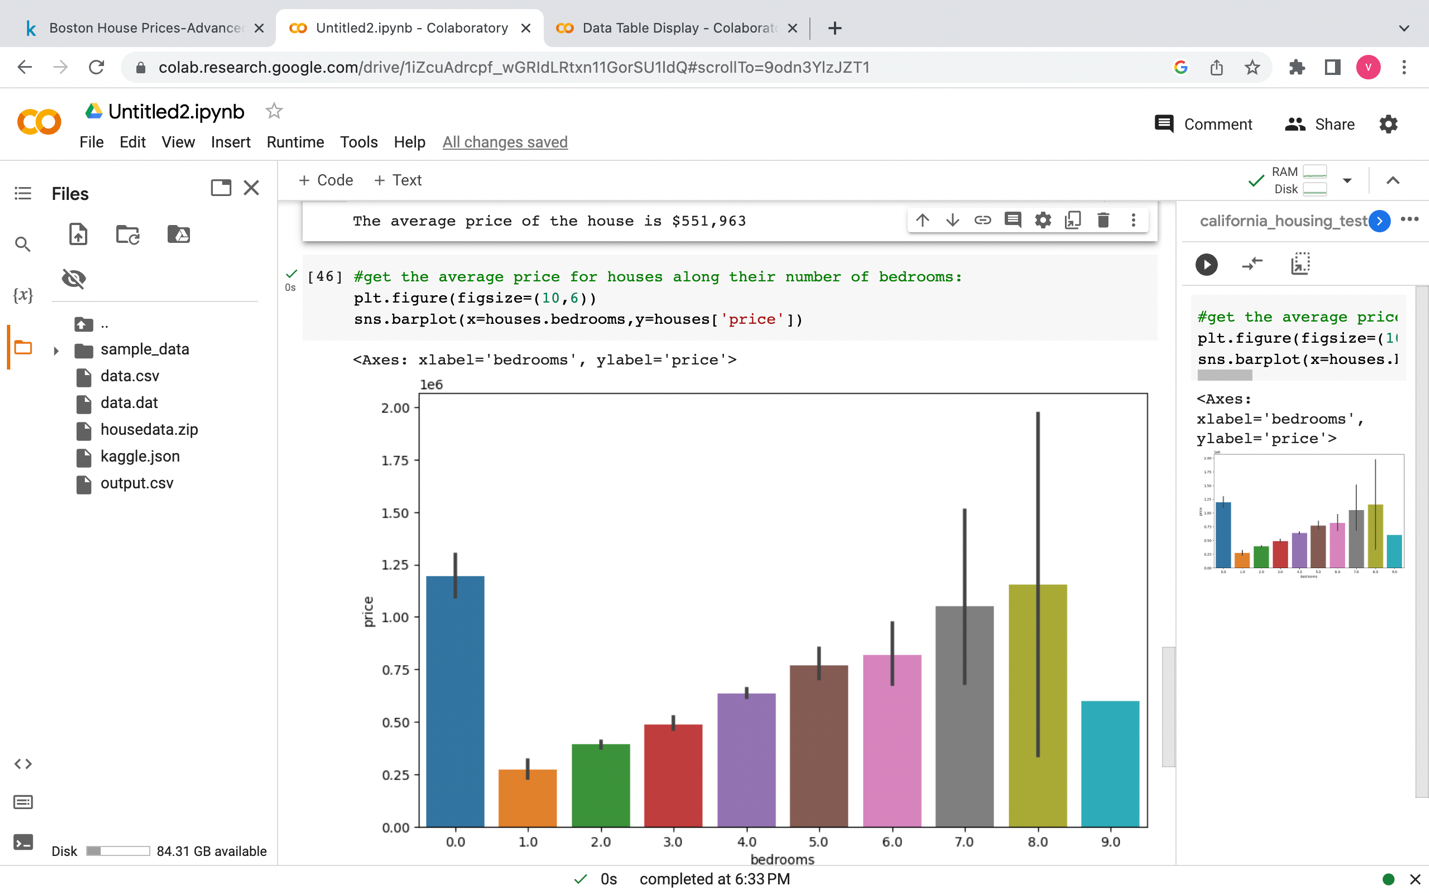 Boston House Prices-Advance
Untitled2.ipynb - Colaboratory
Data Table Display - Colaborat
colab.research.google.com/drive/1iZcuAdrcpf_wGRldLRtxn11GorSU1ldQ#scrollTo=9odn3YlzJZT1
V
Untitled2.ipynb
File Edit View Insert Runtime Tools Help All changes saved
Comment
Share
+ Code + Text
RAM
Disk
Files
{x}
..
sample_data
data.csv
data.dat
housedata.zip
kaggle.json
output.csv
Disk 84.31 GB available
The average price of the house is $551,963
0s
[46] #get the average price for houses along their number of bedrooms:
plt.figure(figsize=(10,6))
sns.barplot(x=houses.bedrooms,y=houses['price'])
<Axes: xlabel='bedrooms', ylabel='price'>
1e6
2.00
1.75
1.50
1.25
1.00
0.75
0.50
0.25
0.00
price
0.0 1.0 2.0 3.0 4.0 5.0 6.0 7.0 8.0 9.0
bedrooms
california_housing_test
#get the average price
plt.figure(figsize=(1
sns.barplot(x=houses.
<Axes:
xlabel='bedrooms',
ylabel='price'>
bedrooms
0s completed at 6:33 PM